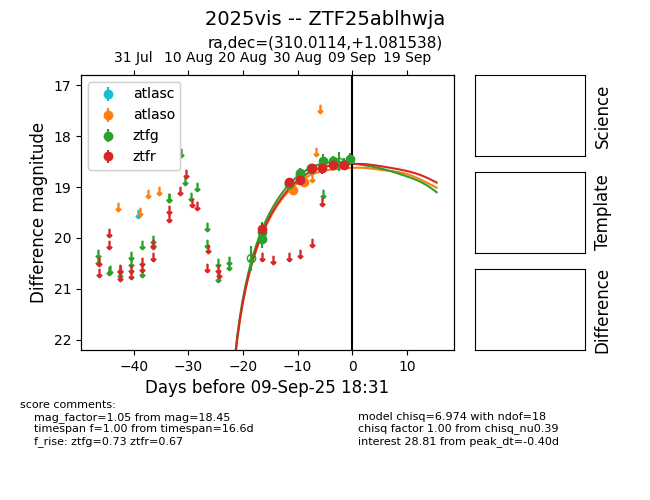 2025vis -- ZTF25ablhwja
ra,dec=(310.0114,+1.081538)
31 Jul 10 Aug 20 Aug 30 Aug 09 Sep 19 Sep
17
18
19
20
21
22
Difference magnitude
atlasc
atlaso
ztfg
ztfr
−40 −30 −20 −10 0 10
Days before 09-Sep-25 18:31
Science
Template
Difference
score comments:
mag_factor=1.05 from mag=18.45
timespan f=1.00 from timespan=16.6d
f_rise: ztfg=0.73 ztfr=0.67
model chisq=6.974 with ndof=18
chisq factor 1.00 from chisq_nu0.39
interest 28.81 from peak_dt=-0.40d